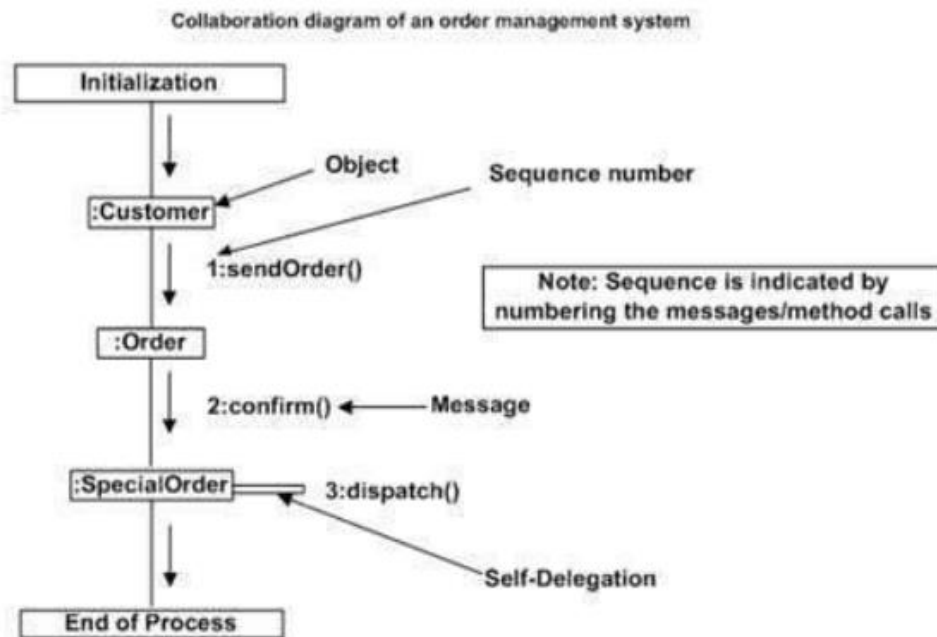 Collaboration diagram of an order management system
Initialization
Object
Sequence number
:Customer
1:sendOrder()
Note: Sequence is indicated by
numbering the messages/method calls
:Order
2:confirm()
Message
:SpecialOrder
3:dispatch()
Self-Delegation
End of Process